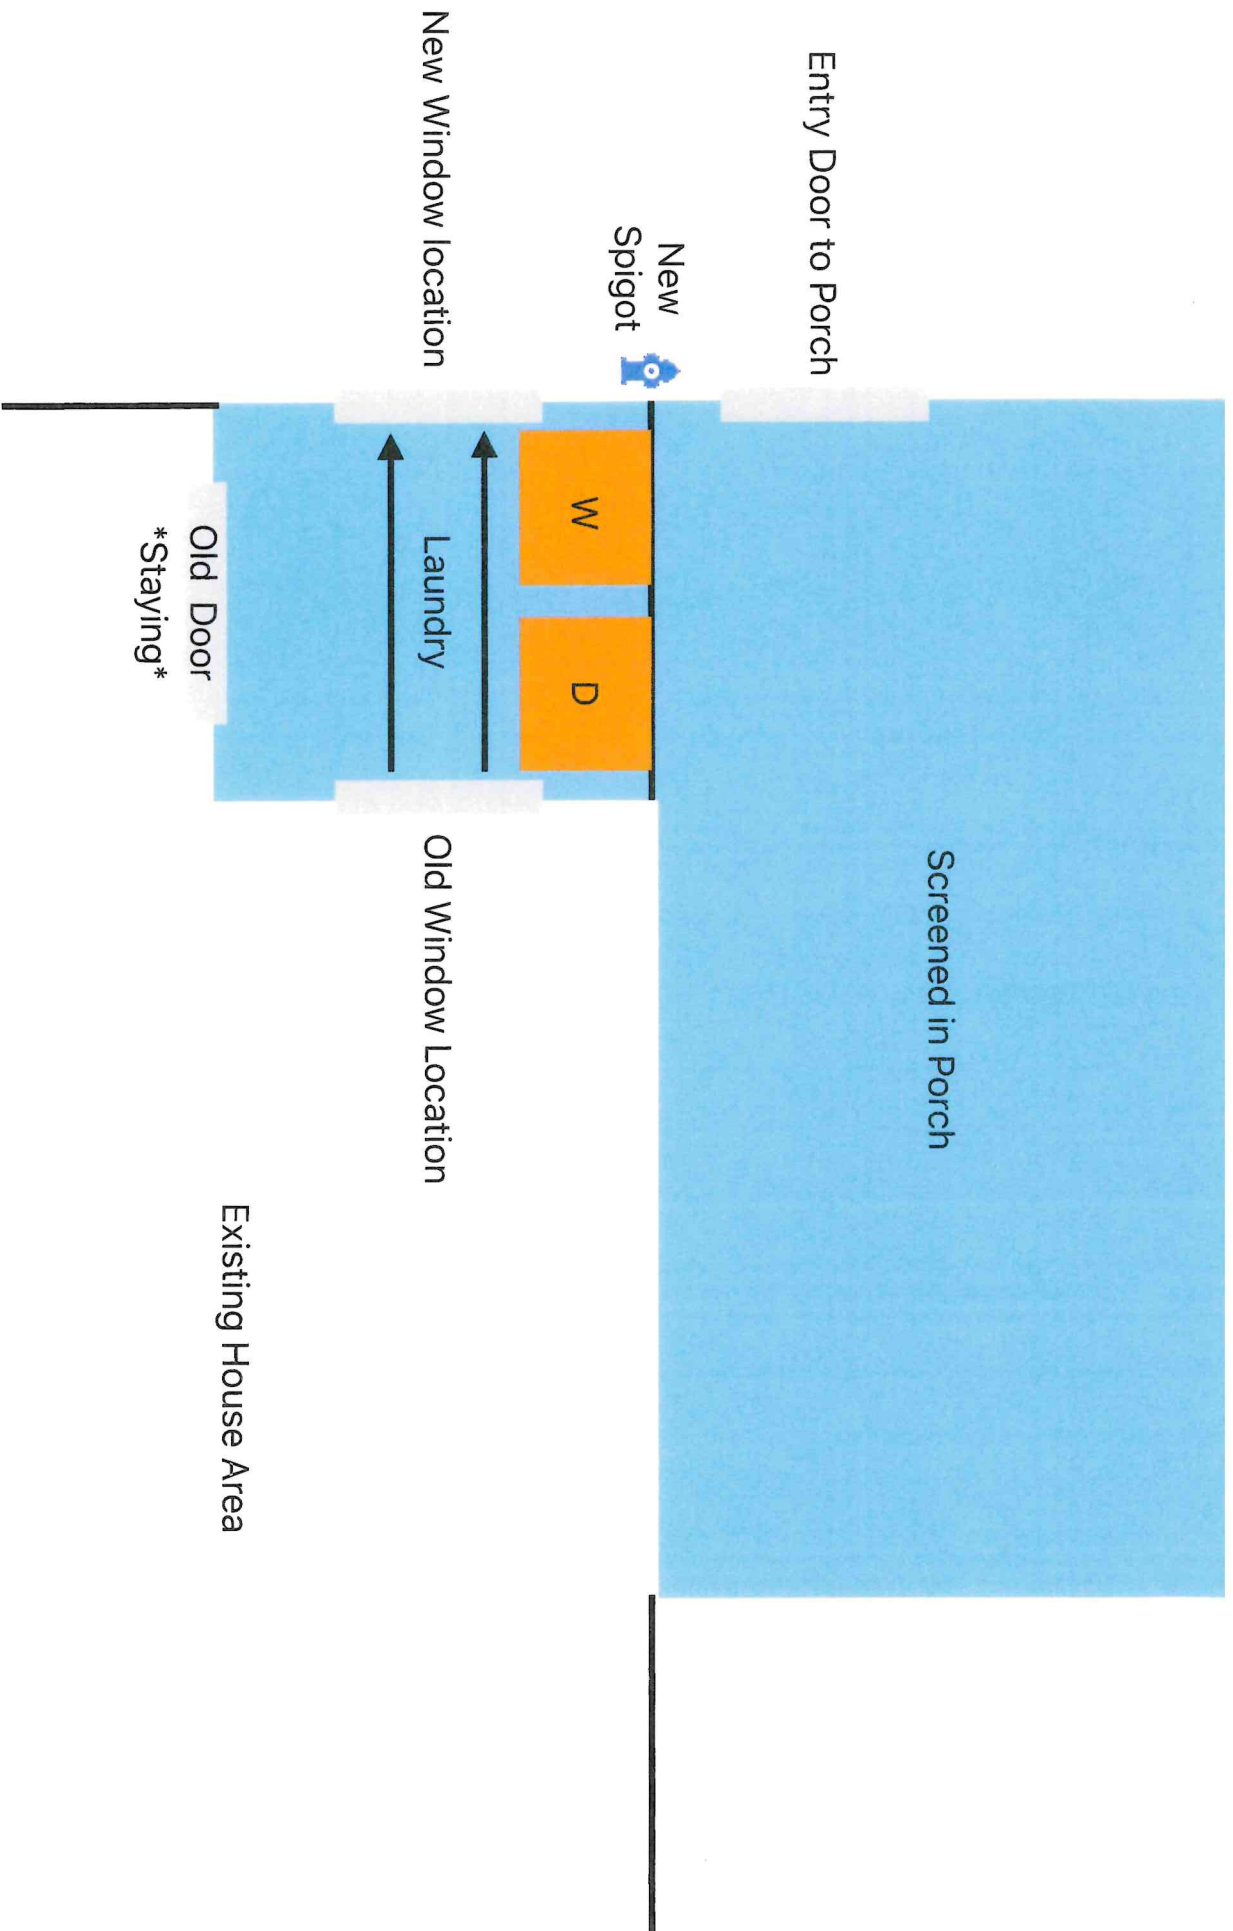 Entry Door to Porch
New
Spigot
New Window location
Screened in Porch
W
D
Laundry
Old Window Location
Old Door
*Staying*
Existing House Area